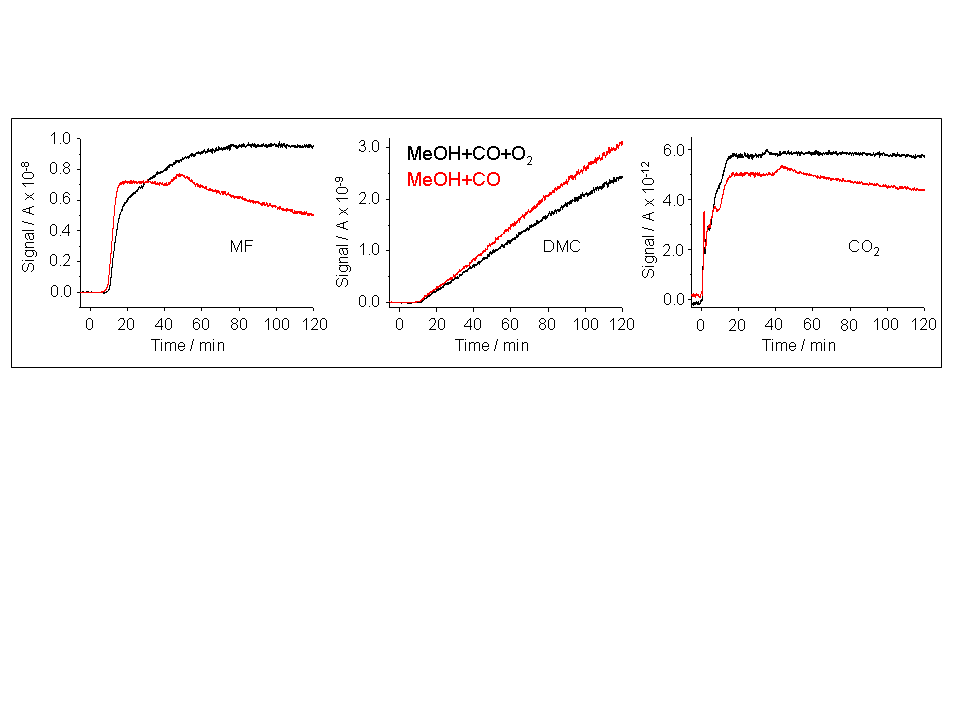 Signal / A x 10-8
1.0
0.8
0.6
0.4
0.2
0.0
MF
0 20 40 60 80 100 120
Time / min
Signal / A x 10-9
3.0
2.0
1.0
0.0
MeOH+CO+O2
MeOH+CO
DMC
0 20 40 60 80 100 120
Time / min
Signal / A x 10-12
6.0
4.0
2.0
0.0
CO2
0 20 40 60 80 100 120
Time / min